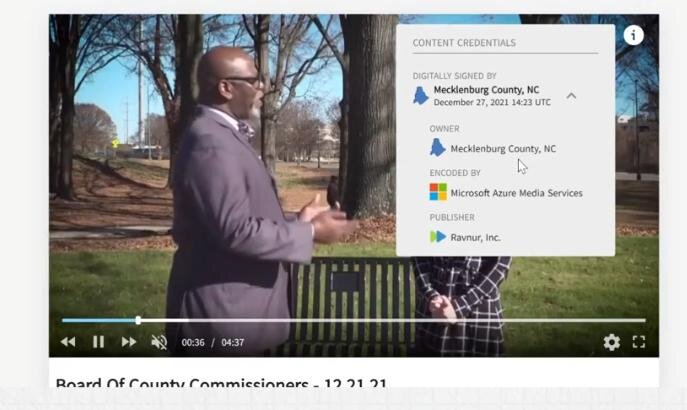 CONTENT CREDENTIALS
DIGITALLY SIGNED BY
Mecklenburg County, NC
December 27, 2021 14:23 UTC
OWNER
Mecklenburg County, NC
ENCODED BY
Microsoft Azure Media Services
PUBLISHER
Ravnur, Inc.
00:36 / 04:37
Board Of County Commissioners - 12.21.21